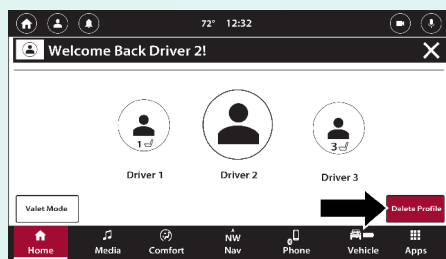 72° 12:32
Welcome Back Driver 2!
1
3
Driver 1 Driver 2 Driver 3
Valet Mode Delete Profile
NW
Home Media Comfort Nav Phone Vehicle Apps